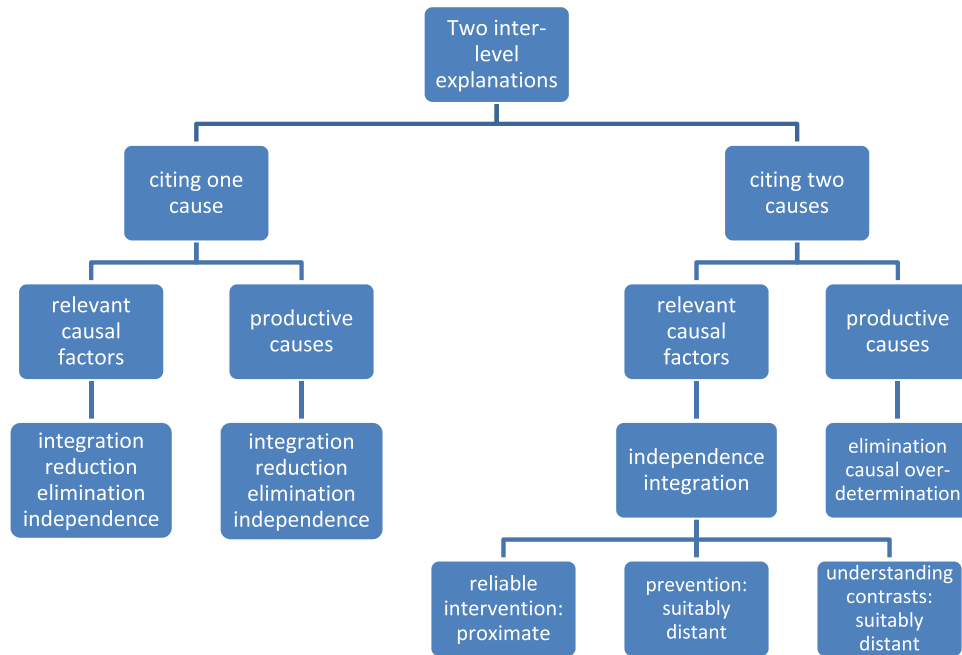 Two inter-
level
explanations
citing one
cause
citing two
causes
relevant
causal
factors
productive
causes
relevant
causal
factors
productive
causes
integration
reduction
elimination
independence
integration
reduction
elimination
independence
independence
integration
elimination
causal over-
determination
reliable
intervention:
proximate
prevention:
suitably
distant
understanding
contrasts:
suitably
distant